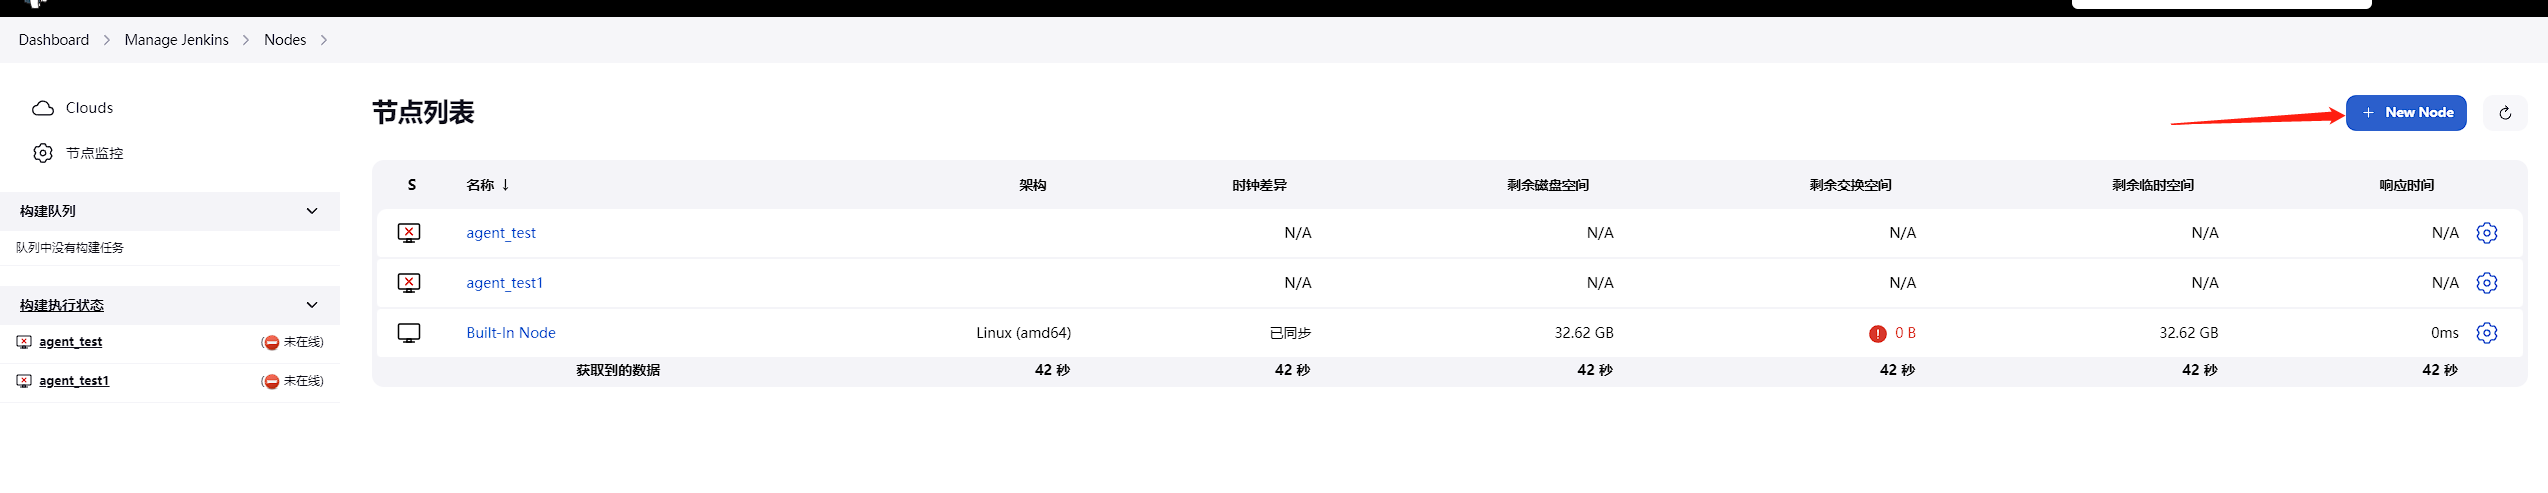 Dashboard > Manage Jenkins > Nodes >
Clouds
节点监控
构建队列
队列中没有构建任务
构建执行状态
agent_test (未在线)
agent_test1 (未在线)
节点列表
+ New Node
S 名称 ↓ 架构 时钟差异 剩余磁盘空间 剩余交换空间 剩余临时空间 响应时间
agent_test N/A N/A N/A N/A N/A
agent_test1 N/A N/A N/A N/A N/A
Built-In Node Linux (amd64) 已同步 32.62 GB 0 B 32.62 GB 0ms
获取到的数据 42 秒 42 秒 42 秒 42 秒 42 秒 42 秒